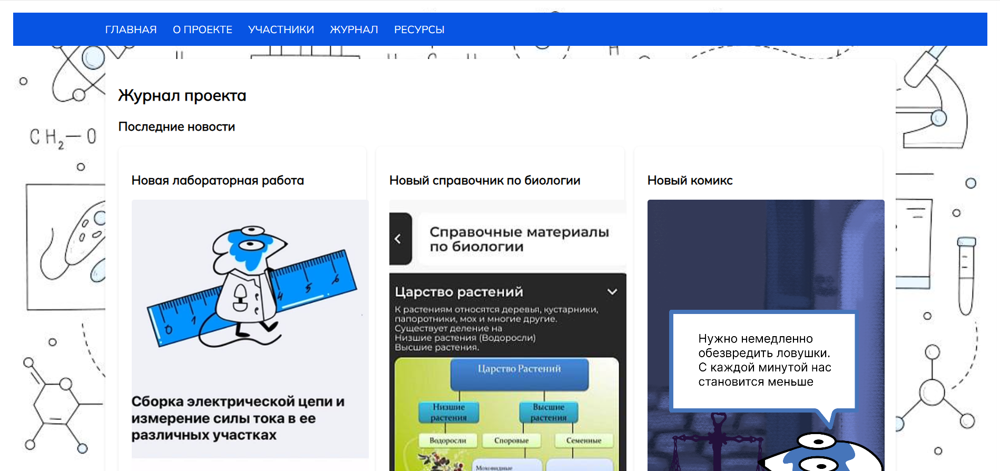 ГЛАВНАЯ О ПРОЕКТЕ УЧАСТНИКИ ЖУРНАЛ РЕСУРСЫ
H
CH2—O
Журнал проекта
Последние новости
Новая лабораторная работа
0 1 4 5 6
Сборка электрической цепи и
измерение силы тока в ее
различных участках
Новый справочник по биологии
Справочные материалы
по биологии
Царство растений
К растениям относятся деревья, кустарники,
папоротники, мох и многие другие.
Существует деление на
Низшие растения (Водоросли)
Высшие растения.
Царство Растений
Низшие
растения
Высшие
растения
Водоросли
Споровые
Семенные
Моховидные
Новый комикс
Нужно немедленно
обезвредить ловушки.
С каждой минутой нас
становится меньше